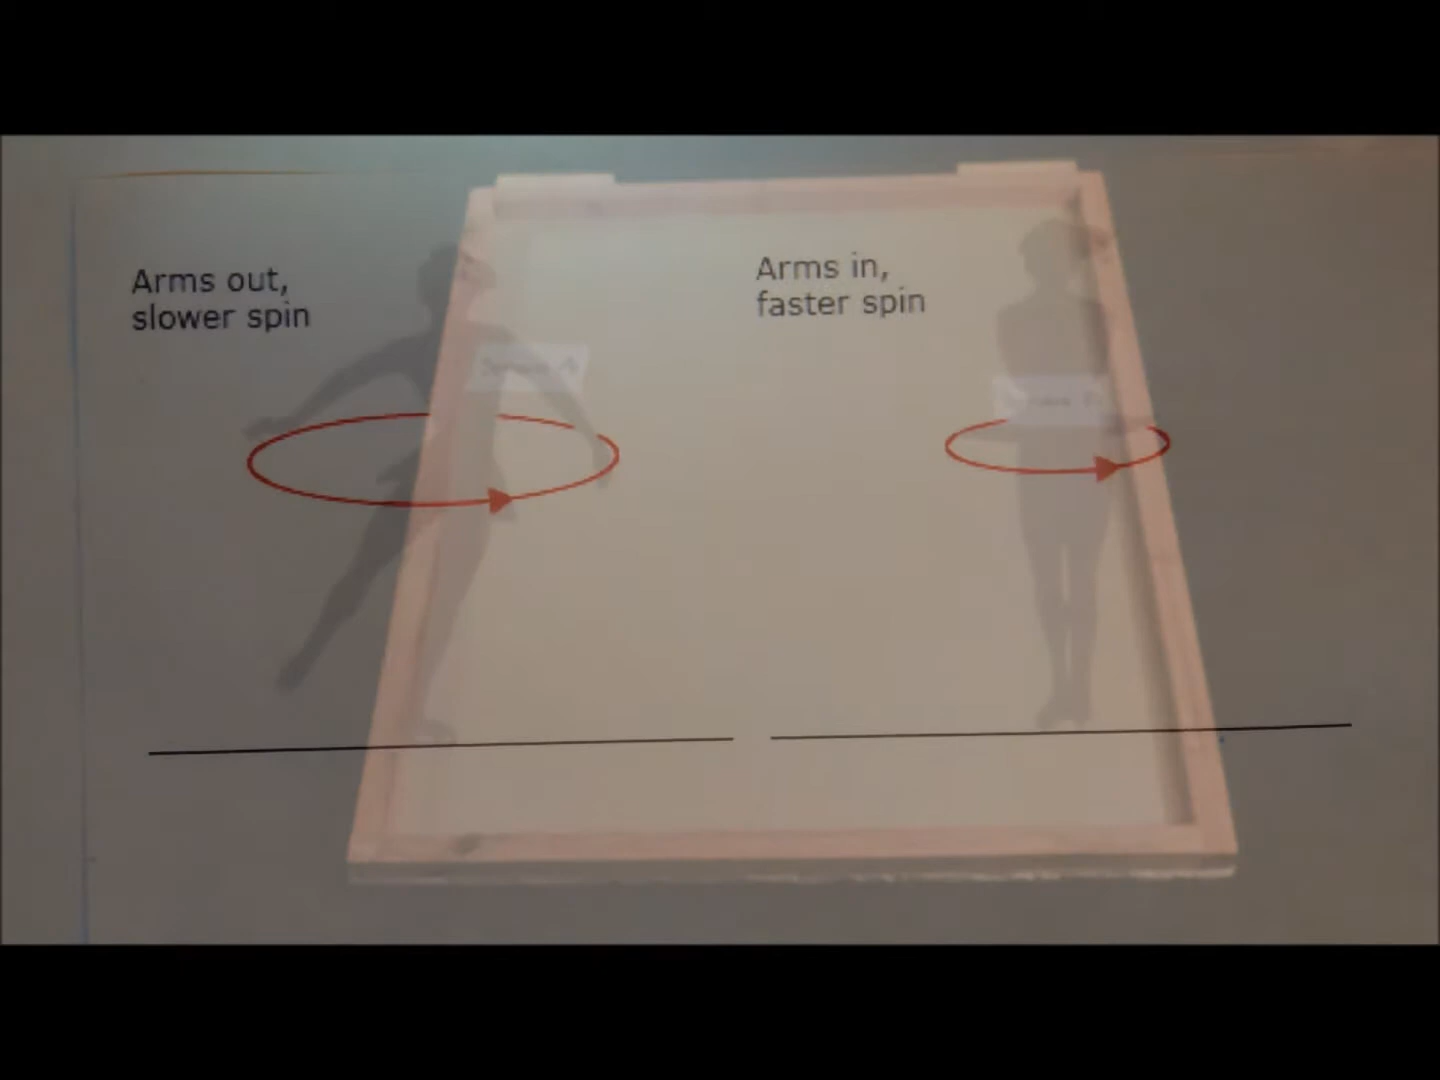 Arms out,
slower spin
Arms in,
faster spin